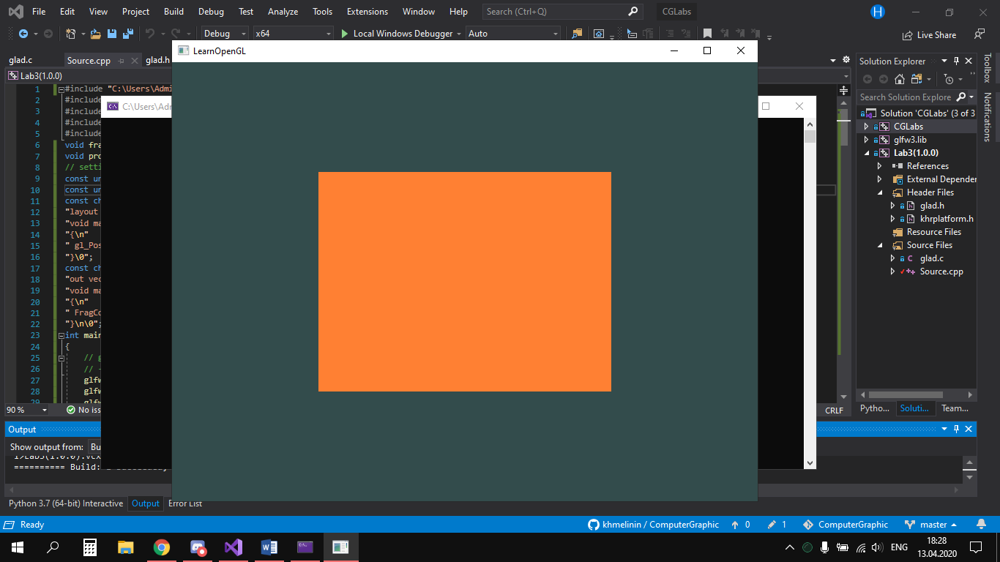 File Edit View Project Build Debug Test Analyze Tools Extensions Window Help Search (Ctrl+Q) CGLabs H
Debug x64 Local Windows Debugger Auto Live Share
LearnOpenGL
glad.c Source.cpp glad.h
Lab3(1.0.0)
C:\Users\Adm
1 #include "C:\Users\Admi
2 #include
3 #include
4 #include
5 #include
6 void fra
7 void pro
8 // setti
9 const un
10 const un
11 const ch
12 "layout
13 "void ma
14 "{\n"
15 " gl_Pos
16 "}\0";
17 const ch
18 "out vec
19 "void ma
20 "{\n"
21 " FragCo
22 "}\n\0";
23 int main
24 {
25 // g
26 // -
27 glfw
28 glfw
29 glfw
90 % No iss CRLF
Solution Explorer
Search Solution Explore
Solution 'CGLabs' (3 of 3
CGLabs
glfw3.lib
Lab3(1.0.0)
References
External Depender
Header Files
glad.h
khrplatform.h
Resource Files
Source Files
glad.c
Source.cpp
Pytho... Soluti... Team...
Toolbox
Notifications
Output
Show output from: Bu
========== Build:
Python 3.7 (64-bit) Interactive Output Error List
Ready khmelinin / ComputerGraphic 0 1 ComputerGraphic master
ENG 18:28
13.04.2020